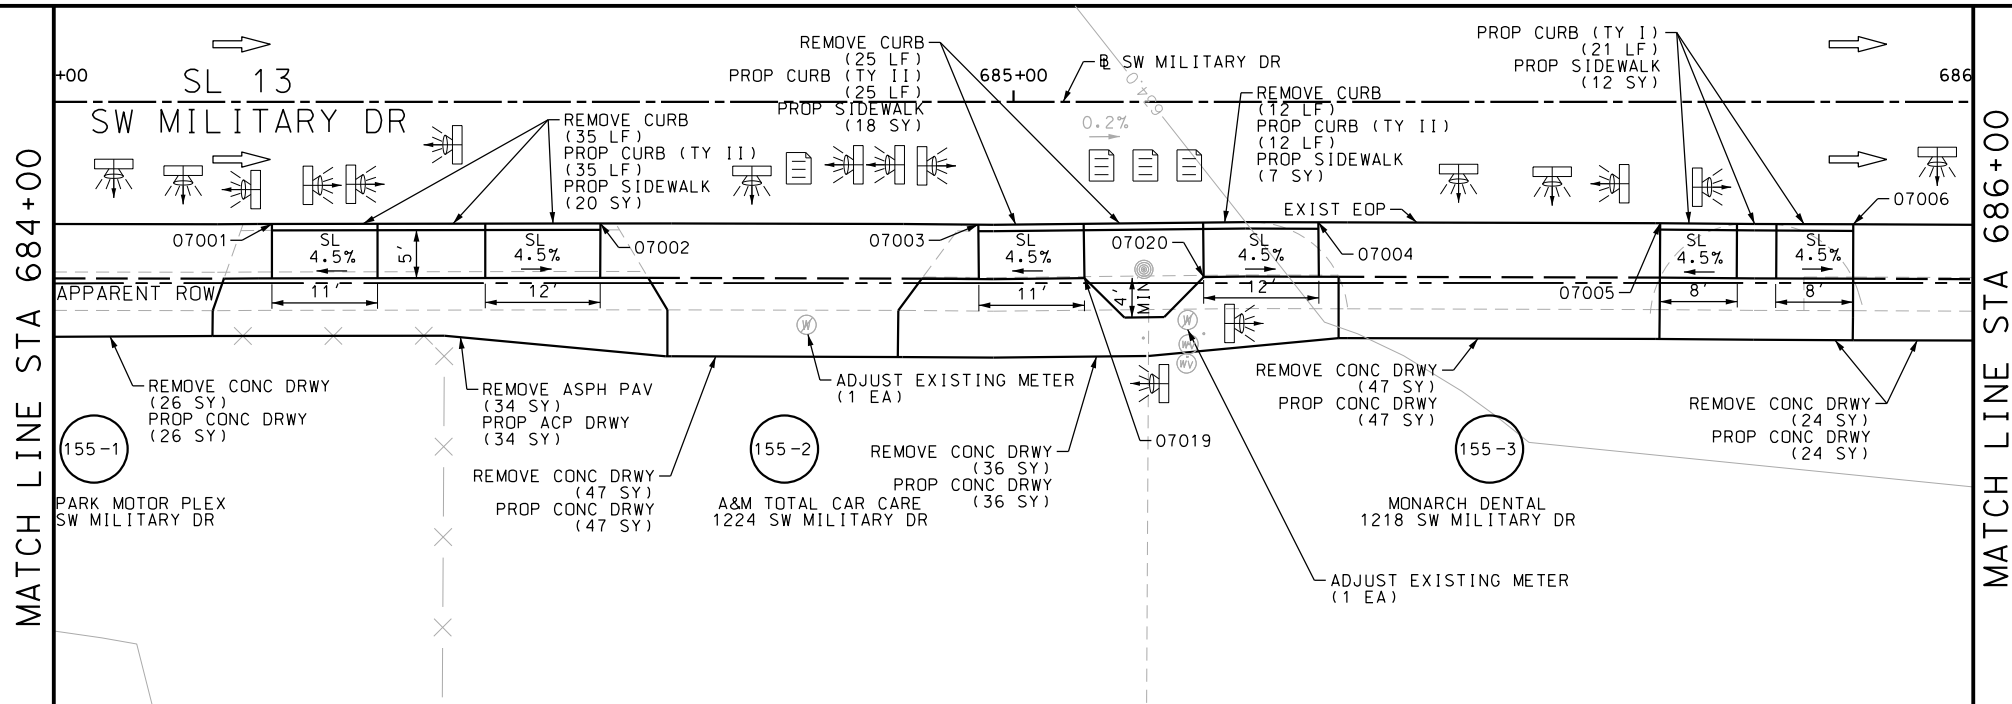 MATCH LINE STA 684+00
+00
SL 13
SW MILITARY DR
REMOVE CURB
(35 LF)
PROP CURB (TY II)
(35 LF)
PROP SIDEWALK
(20 SY)
REMOVE CURB
(25 LF)
PROP CURB (TY II)
(25 LF)
PROP SIDEWALK
(18 SY)
685+00
SW MILITARY DR
694.0
0.2%
REMOVE CURB
(12 LF)
PROP CURB (TY II)
(12 LF)
PROP SIDEWALK
(7 SY)
PROP CURB (TY I)
(21 LF)
PROP SIDEWALK
(12 SY)
686
EXIST EOP
07001
SL
4.5%
11'
5'
SL
4.5%
12'
07002
07003
SL
4.5%
11'
07020
4'
MIN
SL
4.5%
12'
07004
07005
SL
4.5%
8'
SL
4.5%
8'
07006
APPARENT ROW
W
W
WV
WV
REMOVE CONC DRWY
(26 SY)
PROP CONC DRWY
(26 SY)
REMOVE ASPH PAV
(34 SY)
PROP ACP DRWY
(34 SY)
REMOVE CONC DRWY
(47 SY)
PROP CONC DRWY
(47 SY)
ADJUST EXISTING METER
(1 EA)
REMOVE CONC DRWY
(36 SY)
PROP CONC DRWY
(36 SY)
07019
REMOVE CONC DRWY
(47 SY)
PROP CONC DRWY
(47 SY)
REMOVE CONC DRWY
(24 SY)
PROP CONC DRWY
(24 SY)
155-1
PARK MOTOR PLEX
SW MILITARY DR
155-2
A&M TOTAL CAR CARE
1224 SW MILITARY DR
155-3
MONARCH DENTAL
1218 SW MILITARY DR
ADJUST EXISTING METER
(1 EA)
MATCH LINE STA 686+00